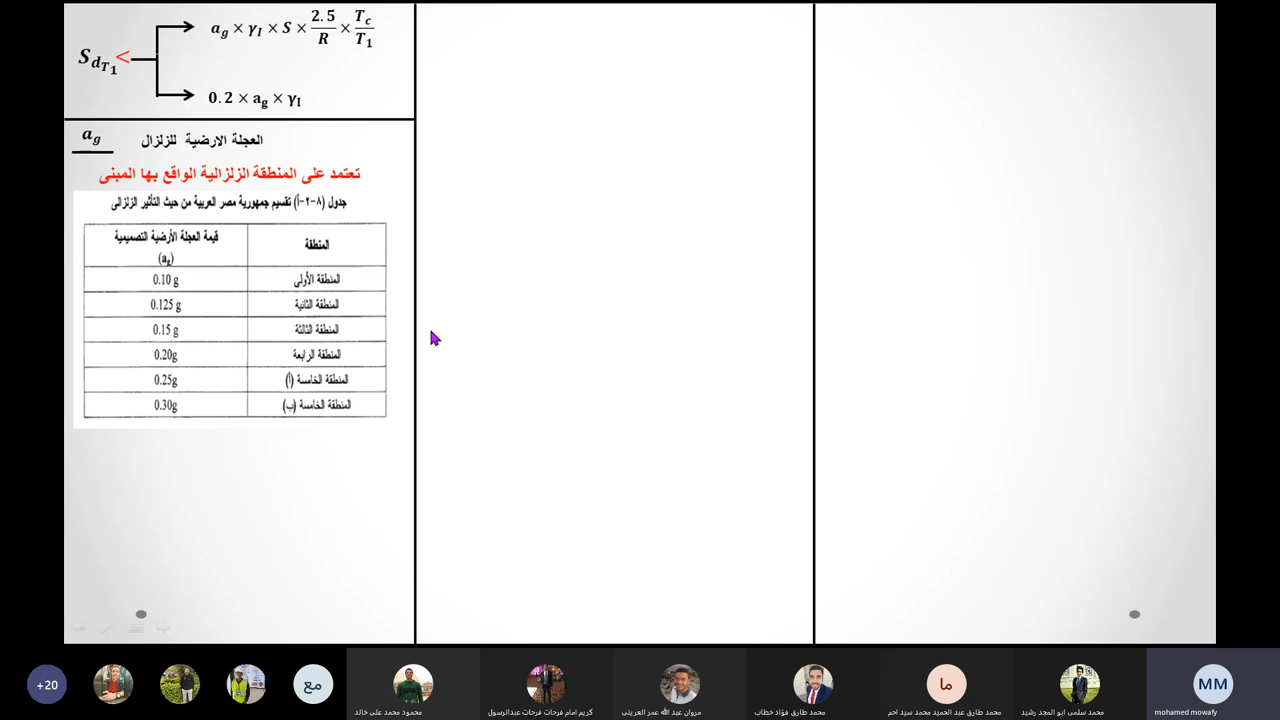 S_{d_{T_1}} <
a_g × γ_I × S × 2.5/R × T_c/T_1
0.2 × a_g × γ_I
a_g العجلة الارضية للزلزال
تعتمد على المنطقة الزلزالية الواقع بها المبنى
جدول (٨-٢-أ) تقسيم جمهورية مصر العربية من حيث التأثير الزلزالى
المنطقة قيمة العجلة الأرضية التصميمية (a_g)
المنطقة الأولى 0.10 g
المنطقة الثانية 0.125 g
المنطقة الثالثة 0.15 g
المنطقة الرابعة 0.20g
المنطقة الخامسة (أ) 0.25g
المنطقة الخامسة (ب) 0.30g
+20
مع
محمود محمد على خالد
كريم امام فرحات فرحات عبدالرسول
مروان عبد الله عمر العرينى
محمد طارق فؤاد خطاب
ما
محمد طارق عبد الحميد محمد سيد احم
محمد سلمى ابو المجد رشيد
MM
mohamed mowafy